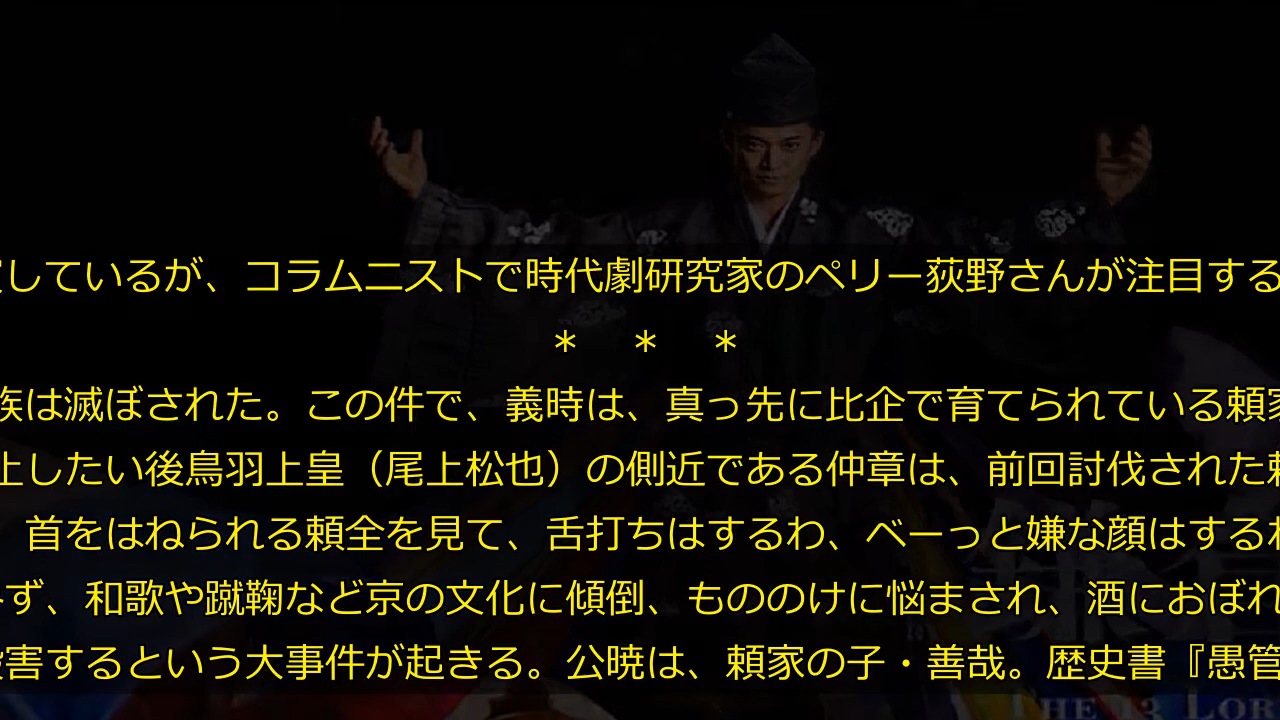 しているが、コラムニストで時代劇研究家のペリー荻野さんが注目する
＊　＊　＊
族は滅ぼされた。この件で、義時は、真っ先に比企で育てられている頼家
上したい後鳥羽上皇（尾上松也）の側近である仲章は、前回討伐された頼
首をはねられる頼全を見て、舌打ちはするわ、べーっと嫌な顔はするわ
ず、和歌や蹴鞠など京の文化に傾倒、もののけに悩まされ、酒におぼれ
害するという大事件が起きる。公暁は、頼家の子・善哉。歴史書『愚管
THE 13 LOR